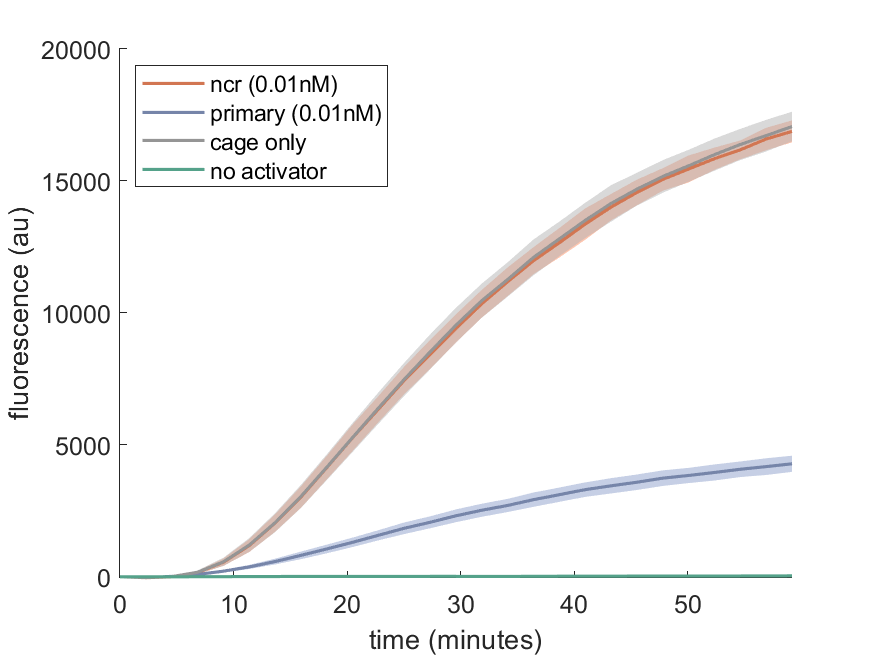 20000
15000
10000
5000
0
fluorescence (au)
ncr (0.01nM)
primary (0.01nM)
cage only
no activator
0 10 20 30 40 50
time (minutes)